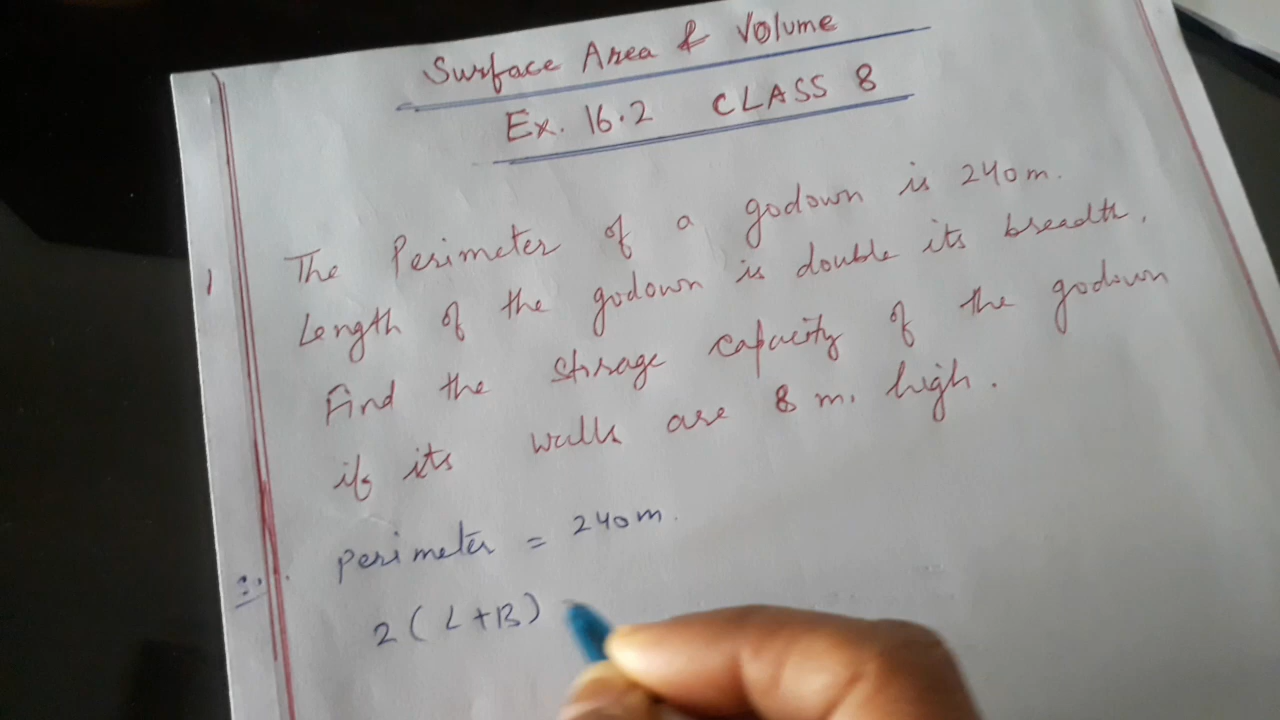 Surface Area & Volume
Ex. 16.2 CLASS 8
1 The Perimeter of a godown is 240m.
Length of the godown is double its breadth.
Find the storage capacity of the godown
if its walls are 8 m. high.
Perimeter = 240m.
2(L+B)